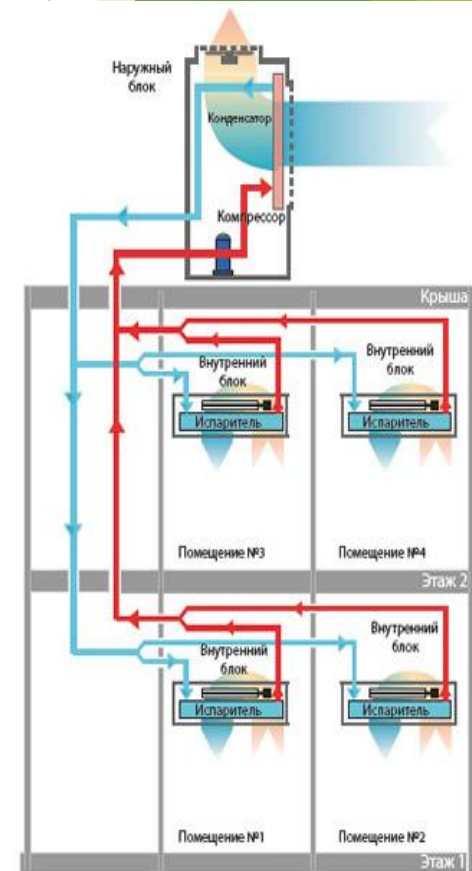 Наружный
блок
Конденсатор
Компрессор
Крыша
Внутренний
блок
Внутренний
блок
Испаритель
Испаритель
Помещение №3
Помещение №4
Этаж 2
Внутренний
блок
Внутренний
блок
Испаритель
Испаритель
Помещение №1
Помещение №2
Этаж 1